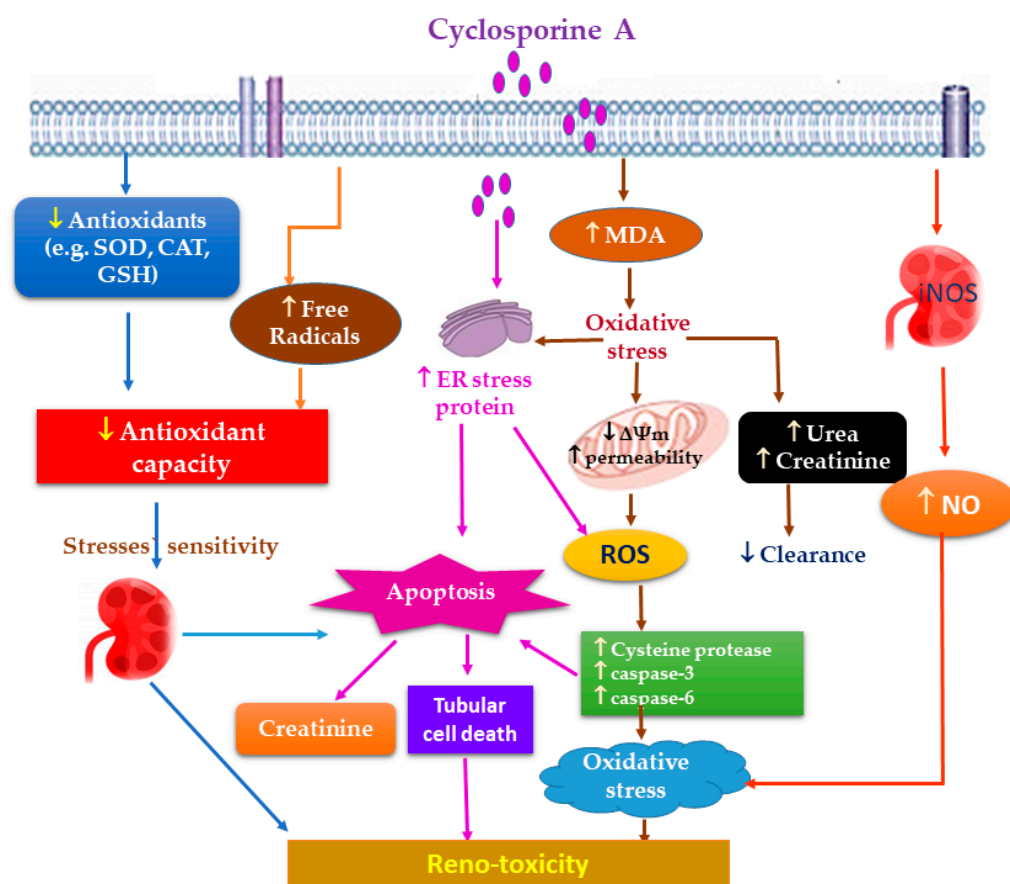 Cyclosporine A
↓ Antioxidants
(e.g. SOD, CAT,
GSH)
↑ MDA
iNOS
↑ Free
Radicals
Oxidative
stress
↑ ER stress
protein
↓ Antioxidant
capacity
↓ ΔΨm
↑ permeability
↑ Urea
↑ Creatinine
↑ NO
Stresses` sensitivity
ROS
↓ Clearance
Apoptosis
↑ Cysteine protease
↑ caspase-3
↑ caspase-6
Creatinine
Tubular
cell death
Oxidative
stress
Reno-toxicity